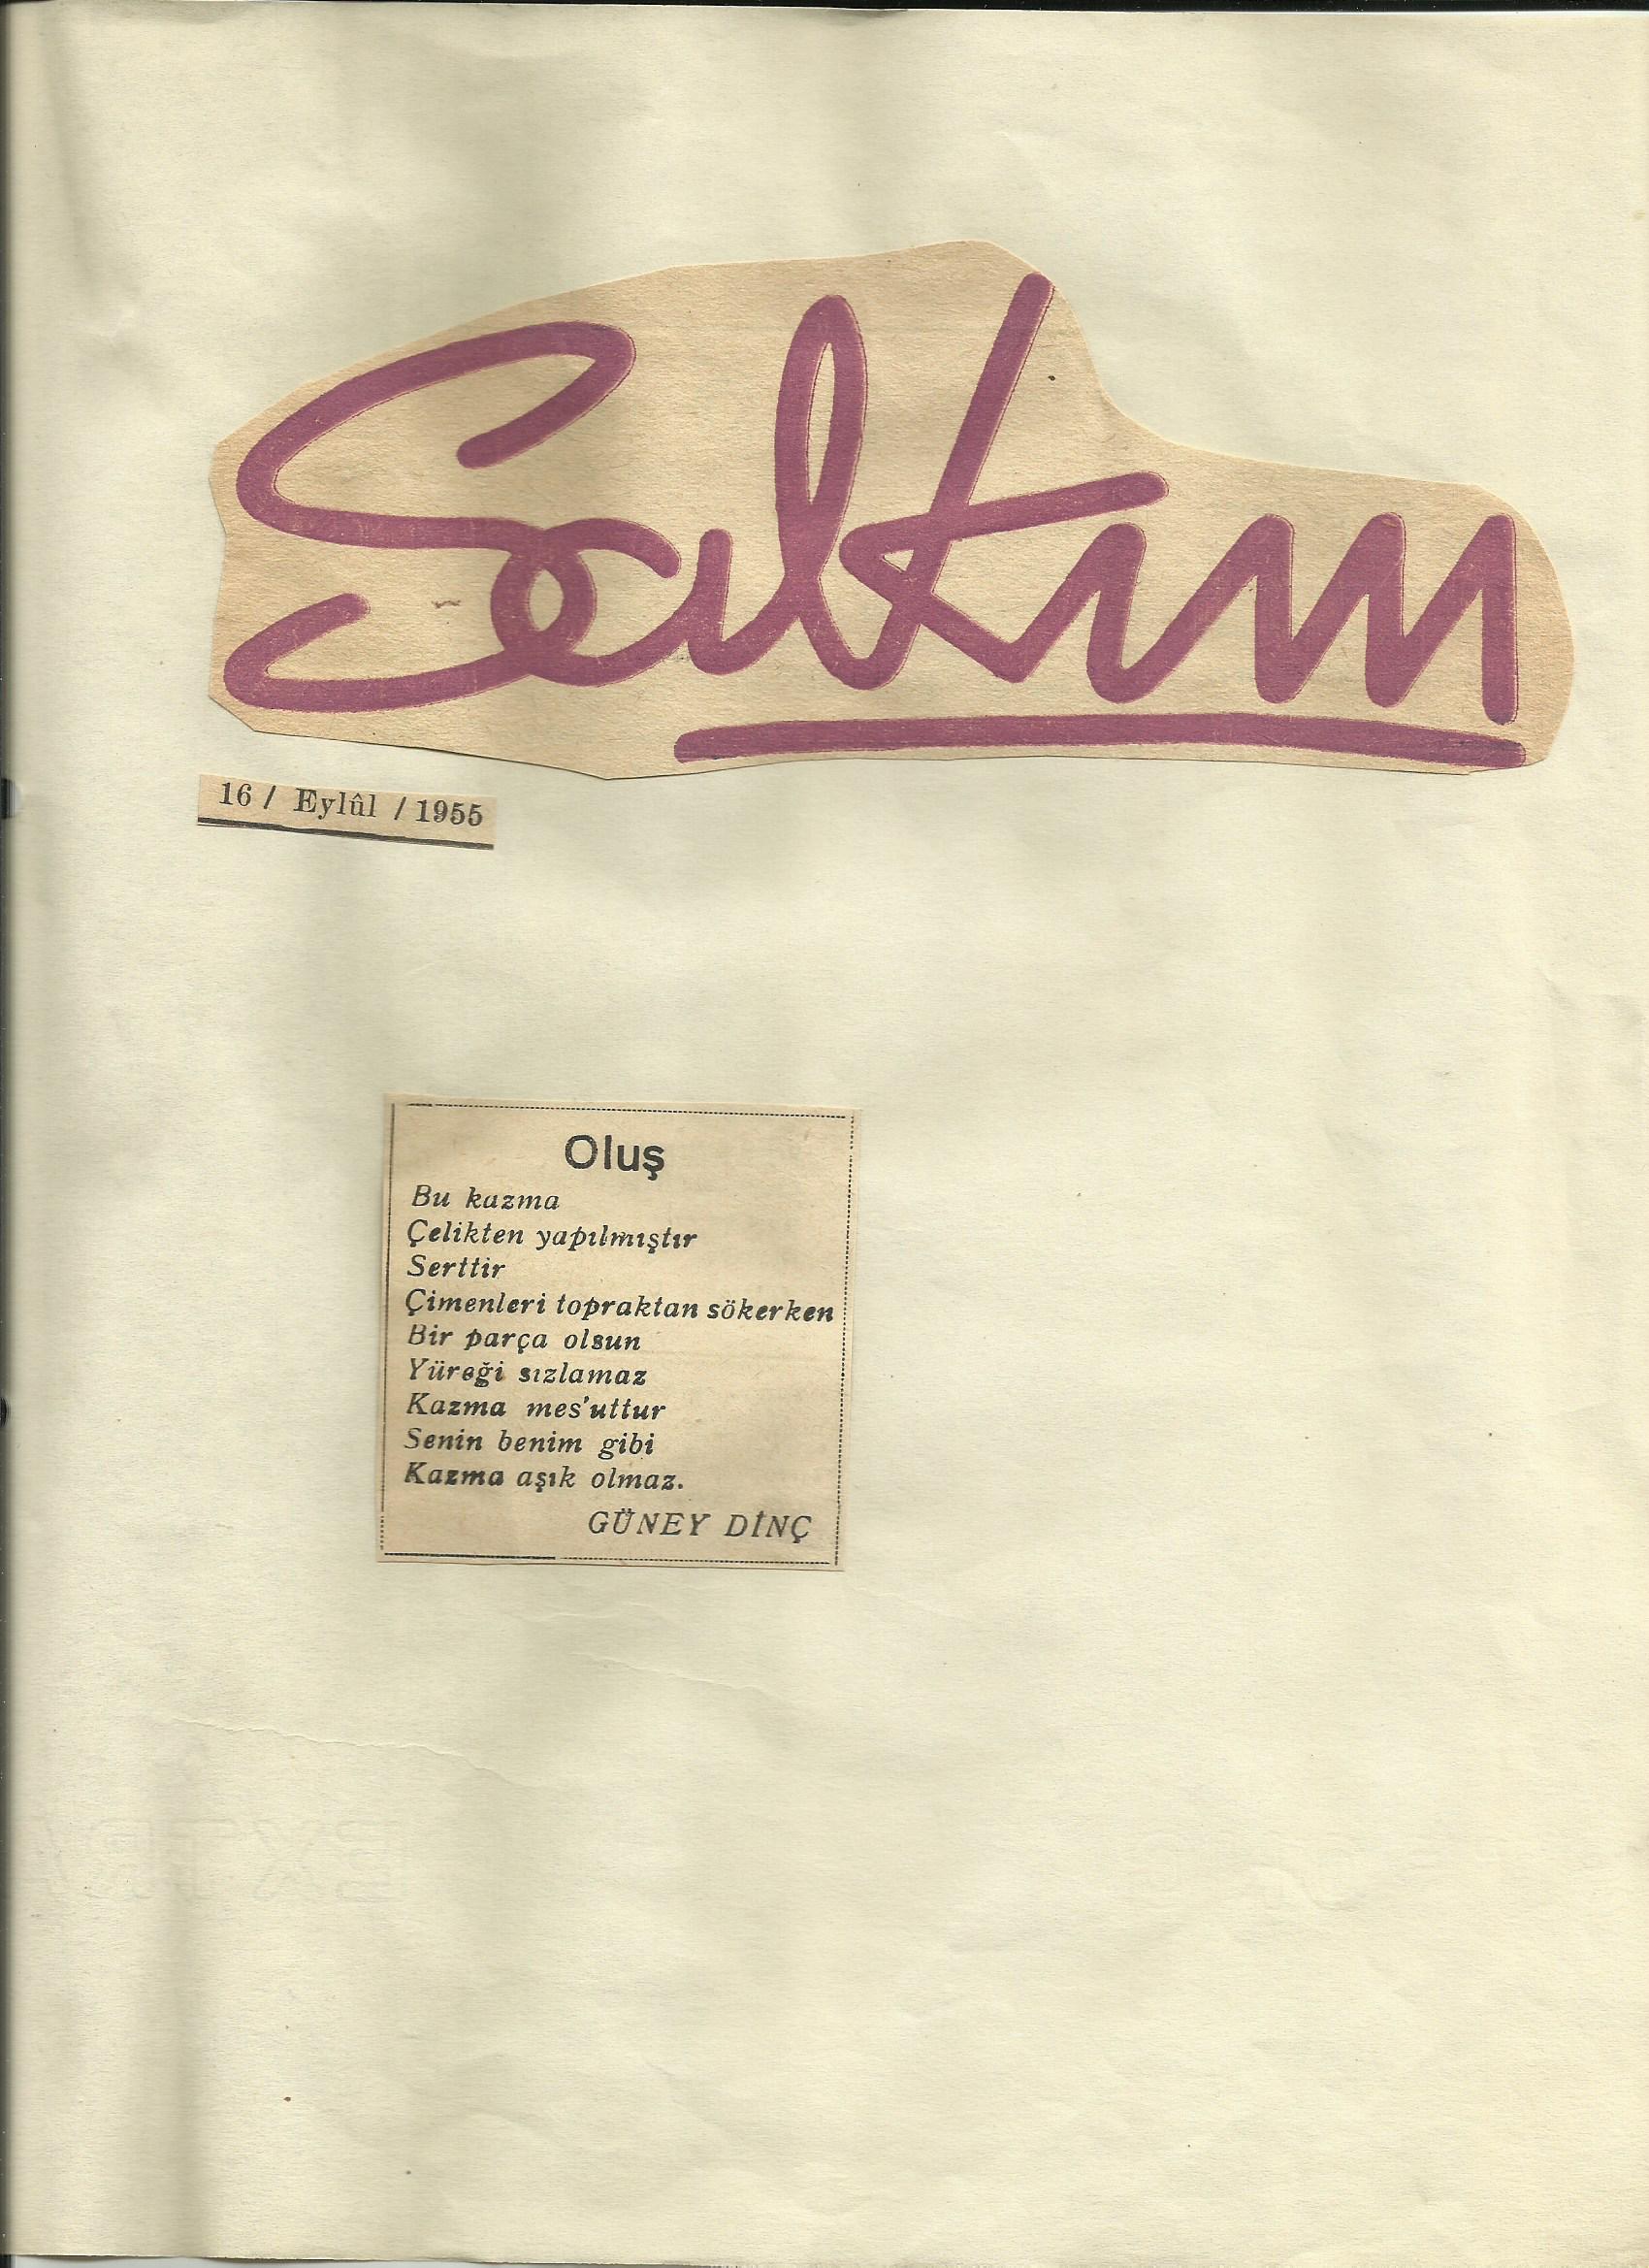 Salkım
16 / Eylûl / 1955
Oluş
Bu kazma
Çelikten yapılmıştır
Serttir
Çimenleri topraktan sökerken
Bir parça olsun
Yüreği sızlamaz
Kazma mes'uttur
Senin benim gibi
Kazma aşık olmaz.
GÜNEY DİNÇ